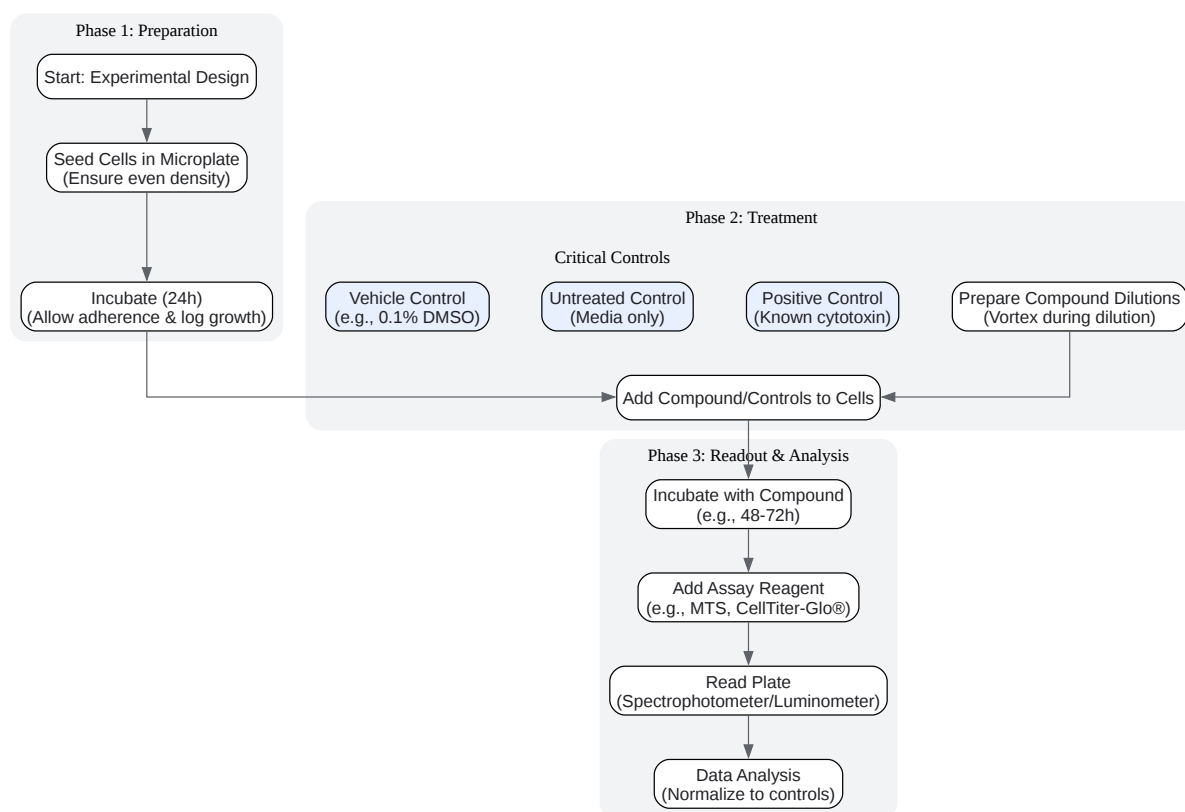 Phase 1: Preparation
Start: Experimental Design
Seed Cells in Microplate
(Ensure even density)
Incubate (24h)
(Allow adherence & log growth)
Phase 2: Treatment
Critical Controls
Vehicle Control
(e.g., 0.1% DMSO)
Untreated Control
(Media only)
Positive Control
(Known cytotoxin)
Prepare Compound Dilutions
(Vortex during dilution)
Add Compound/Controls to Cells
Phase 3: Readout & Analysis
Incubate with Compound
(e.g., 48-72h)
Add Assay Reagent
(e.g., MTS, CellTiter-Glo®)
Read Plate
(Spectrophotometer/Luminometer)
Data Analysis
(Normalize to controls)